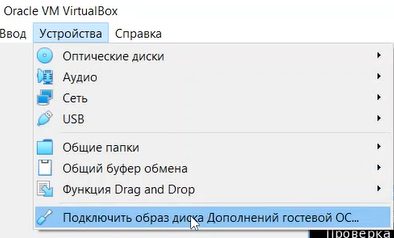 Oracle VM VirtualBox
Ввод Устройства Справка
Оптические диски
Аудио
Сеть
USB
Общие папки
Общий буфер обмена
Функция Drag and Drop
Подключить образ диска Дополнений гостевой ОС...
Проверка